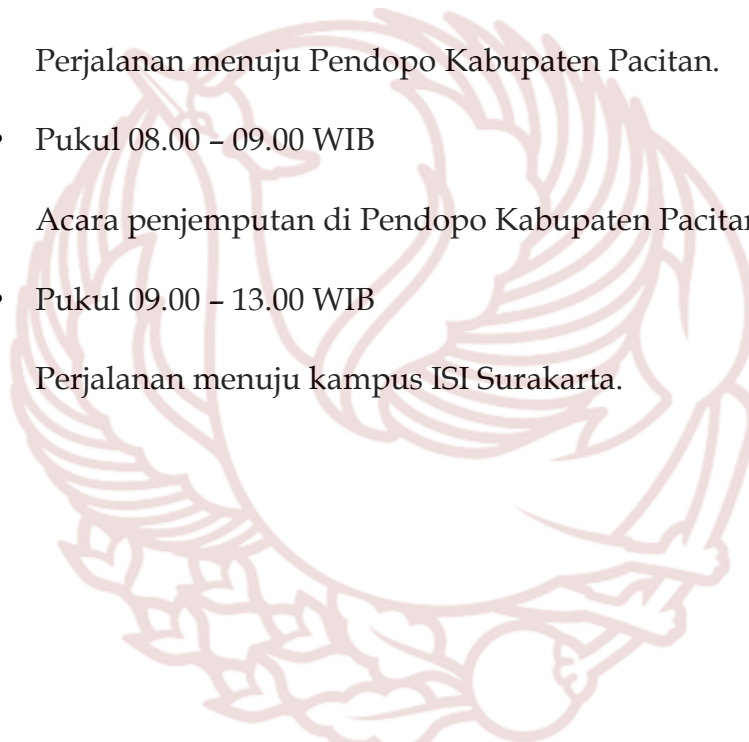 Perjalanan menuju Pendopo Kabupaten Pacitan.
• Pukul 08.00 – 09.00 WIB
Acara penjemputan di Pendopo Kabupaten Pacitan
• Pukul 09.00 – 13.00 WIB
Perjalanan menuju kampus ISI Surakarta.